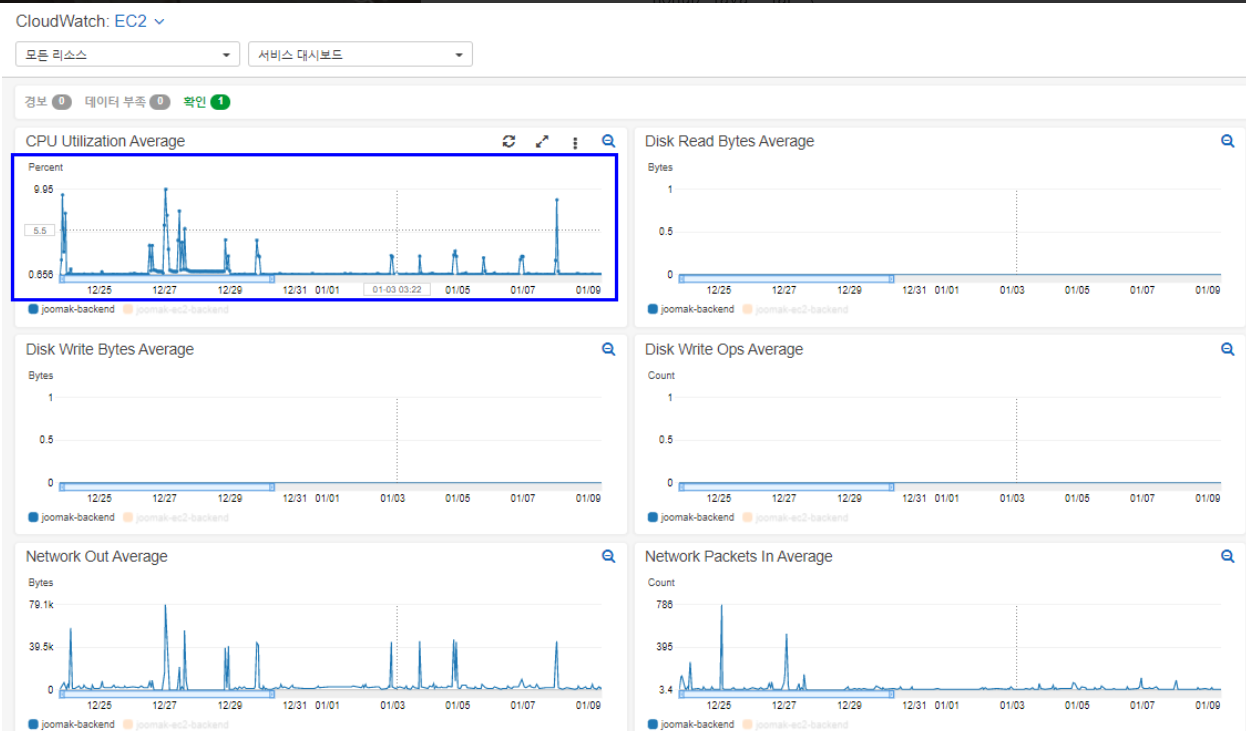 CloudWatch: EC2
모든 리소스 서비스 대시보드
경보 0 데이터 부족 0 확인 1
CPU Utilization Average
Percent
9.95
5.5
0.656
12/25 12/27 12/29 12/31 01/01 01-03 03:22 01/05 01/07 01/09
joomak-backend joomak-ec2-backend
Disk Read Bytes Average
Bytes
1
0.5
0
12/25 12/27 12/29 12/31 01/01 01/03 01/05 01/07 01/09
joomak-backend joomak-ec2-backend
Disk Write Bytes Average
Bytes
1
0.5
0
12/25 12/27 12/29 12/31 01/01 01/03 01/05 01/07 01/09
joomak-backend joomak-ec2-backend
Disk Write Ops Average
Count
1
0.5
0
12/25 12/27 12/29 12/31 01/01 01/03 01/05 01/07 01/09
joomak-backend joomak-ec2-backend
Network Out Average
Bytes
79.1k
39.5k
0
12/25 12/27 12/29 12/31 01/01 01/03 01/05 01/07 01/09
joomak-backend joomak-ec2-backend
Network Packets In Average
Count
786
395
3.4
12/25 12/27 12/29 12/31 01/01 01/03 01/05 01/07 01/09
joomak-backend joomak-ec2-backend